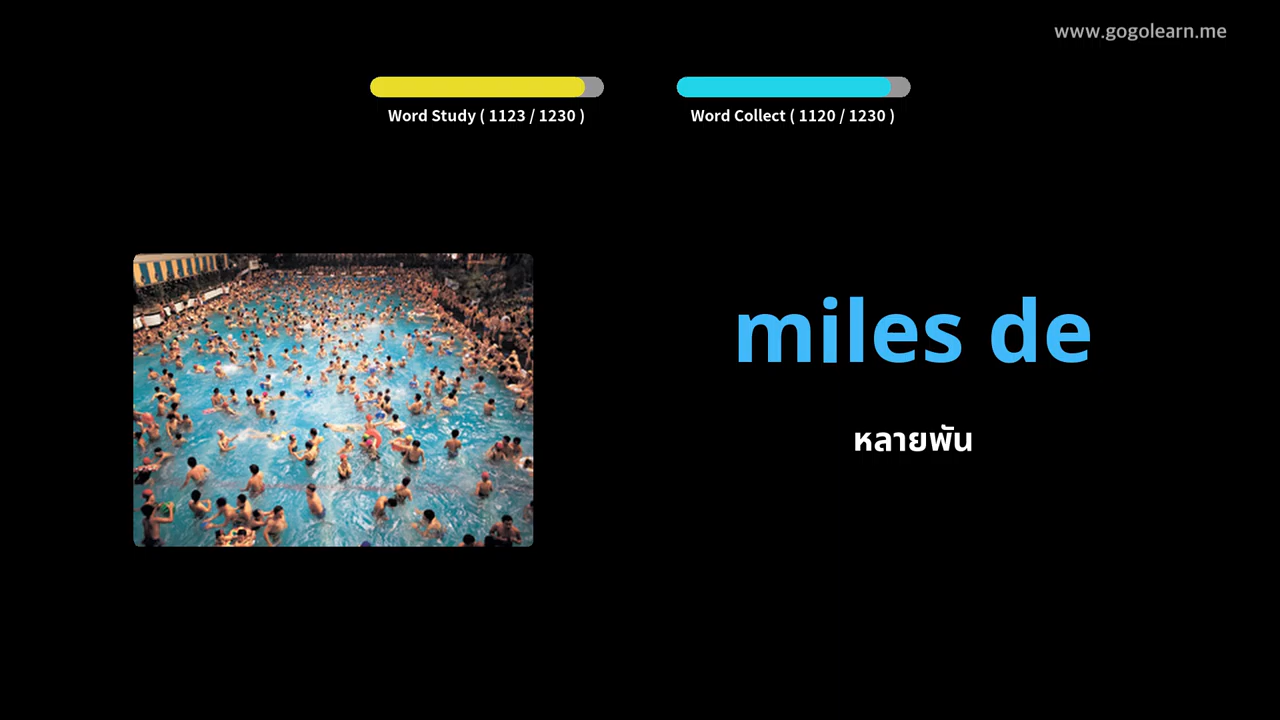 www.gogolearn.me
Word Study ( 1123 / 1230 )
Word Collect ( 1120 / 1230 )
miles de
หลายพัน